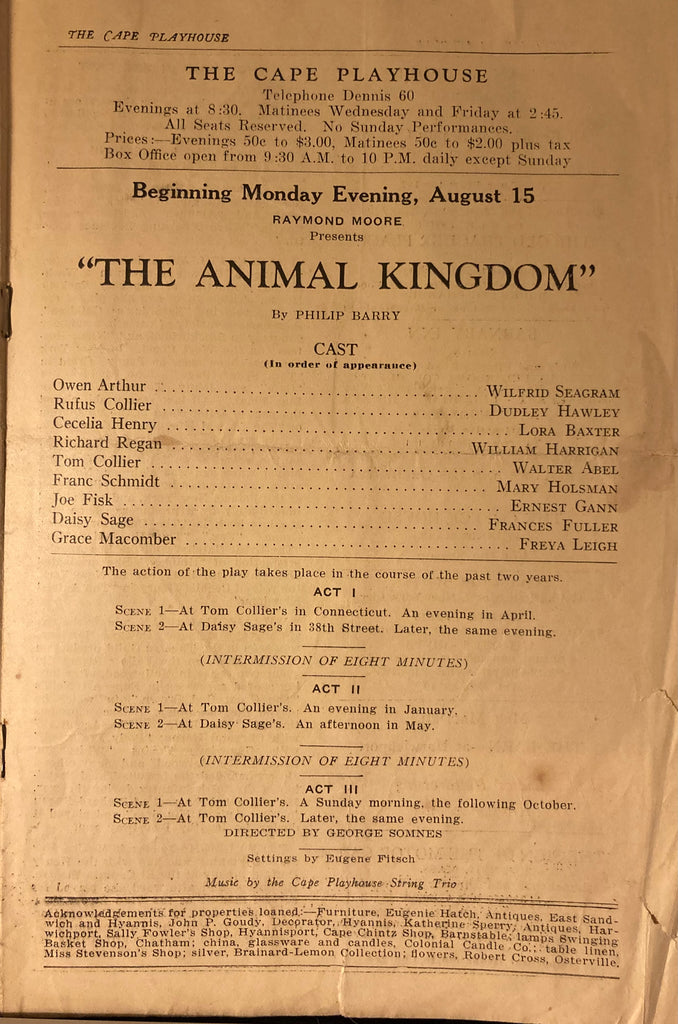 THE CAPE PLAYHOUSE
THE CAPE PLAYHOUSE
Telephone Dennis 60
Evenings at 8:30. Matinees Wednesday and Friday at 2:45.
All Seats Reserved. No Sunday Performances.
Prices:—Evenings 50c to $3.00, Matinees 50c to $2.00 plus tax
Box Office open from 9:30 A.M. to 10 P.M. daily except Sunday
Beginning Monday Evening, August 15
RAYMOND MOORE
Presents
“THE ANIMAL KINGDOM”
By PHILIP BARRY
CAST
(In order of appearance)
Owen Arthur ........ WILFRID SEAGRAM
Rufus Collier ........ DUDLEY HAWLEY
Cecelia Henry ........ LORA BAXTER
Richard Regan ........ WILLIAM HARRIGAN
Tom Collier ........ WALTER ABEL
Franc Schmidt ........ MARY HOLSMAN
Joe Fisk ........ ERNEST GANN
Daisy Sage ........ FRANCES FULLER
Grace Macomber ........ FREYA LEIGH
The action of the play takes place in the course of the past two years.
ACT I
SCENE 1—At Tom Collier's in Connecticut. An evening in April.
SCENE 2—At Daisy Sage's in 38th Street. Later, the same evening.
(INTERMISSION OF EIGHT MINUTES)
ACT II
SCENE 1—At Tom Collier's. An evening in January.
SCENE 2—At Daisy Sage's. An afternoon in May.
(INTERMISSION OF EIGHT MINUTES)
ACT III
SCENE 1—At Tom Collier's. A Sunday morning, the following October.
SCENE 2—At Tom Collier's. Later, the same evening.
DIRECTED BY GEORGE SOMNES
Settings by Eugene Fitsch
Music by the Cape Playhouse String Trio
Acknowledgements for properties loaned:—Furniture, Eugenie Hatch, Antiques, East Sand-
wich and Hyannis, John P. Goudy, Decorator, Hyannis, Katherine Sperry, Antiques, Har-
wichport, Sally Fowler's Shop, Hyannisport, Cape Chintz Shop, Barnstable; lamps Swinging
Basket Shop, Chatham; china, glassware and candles, Colonial Candle Co.; table linen,
Miss Stevenson's Shop; silver, Brainard-Lemon Collection; flowers, Robert Cross, Osterville.